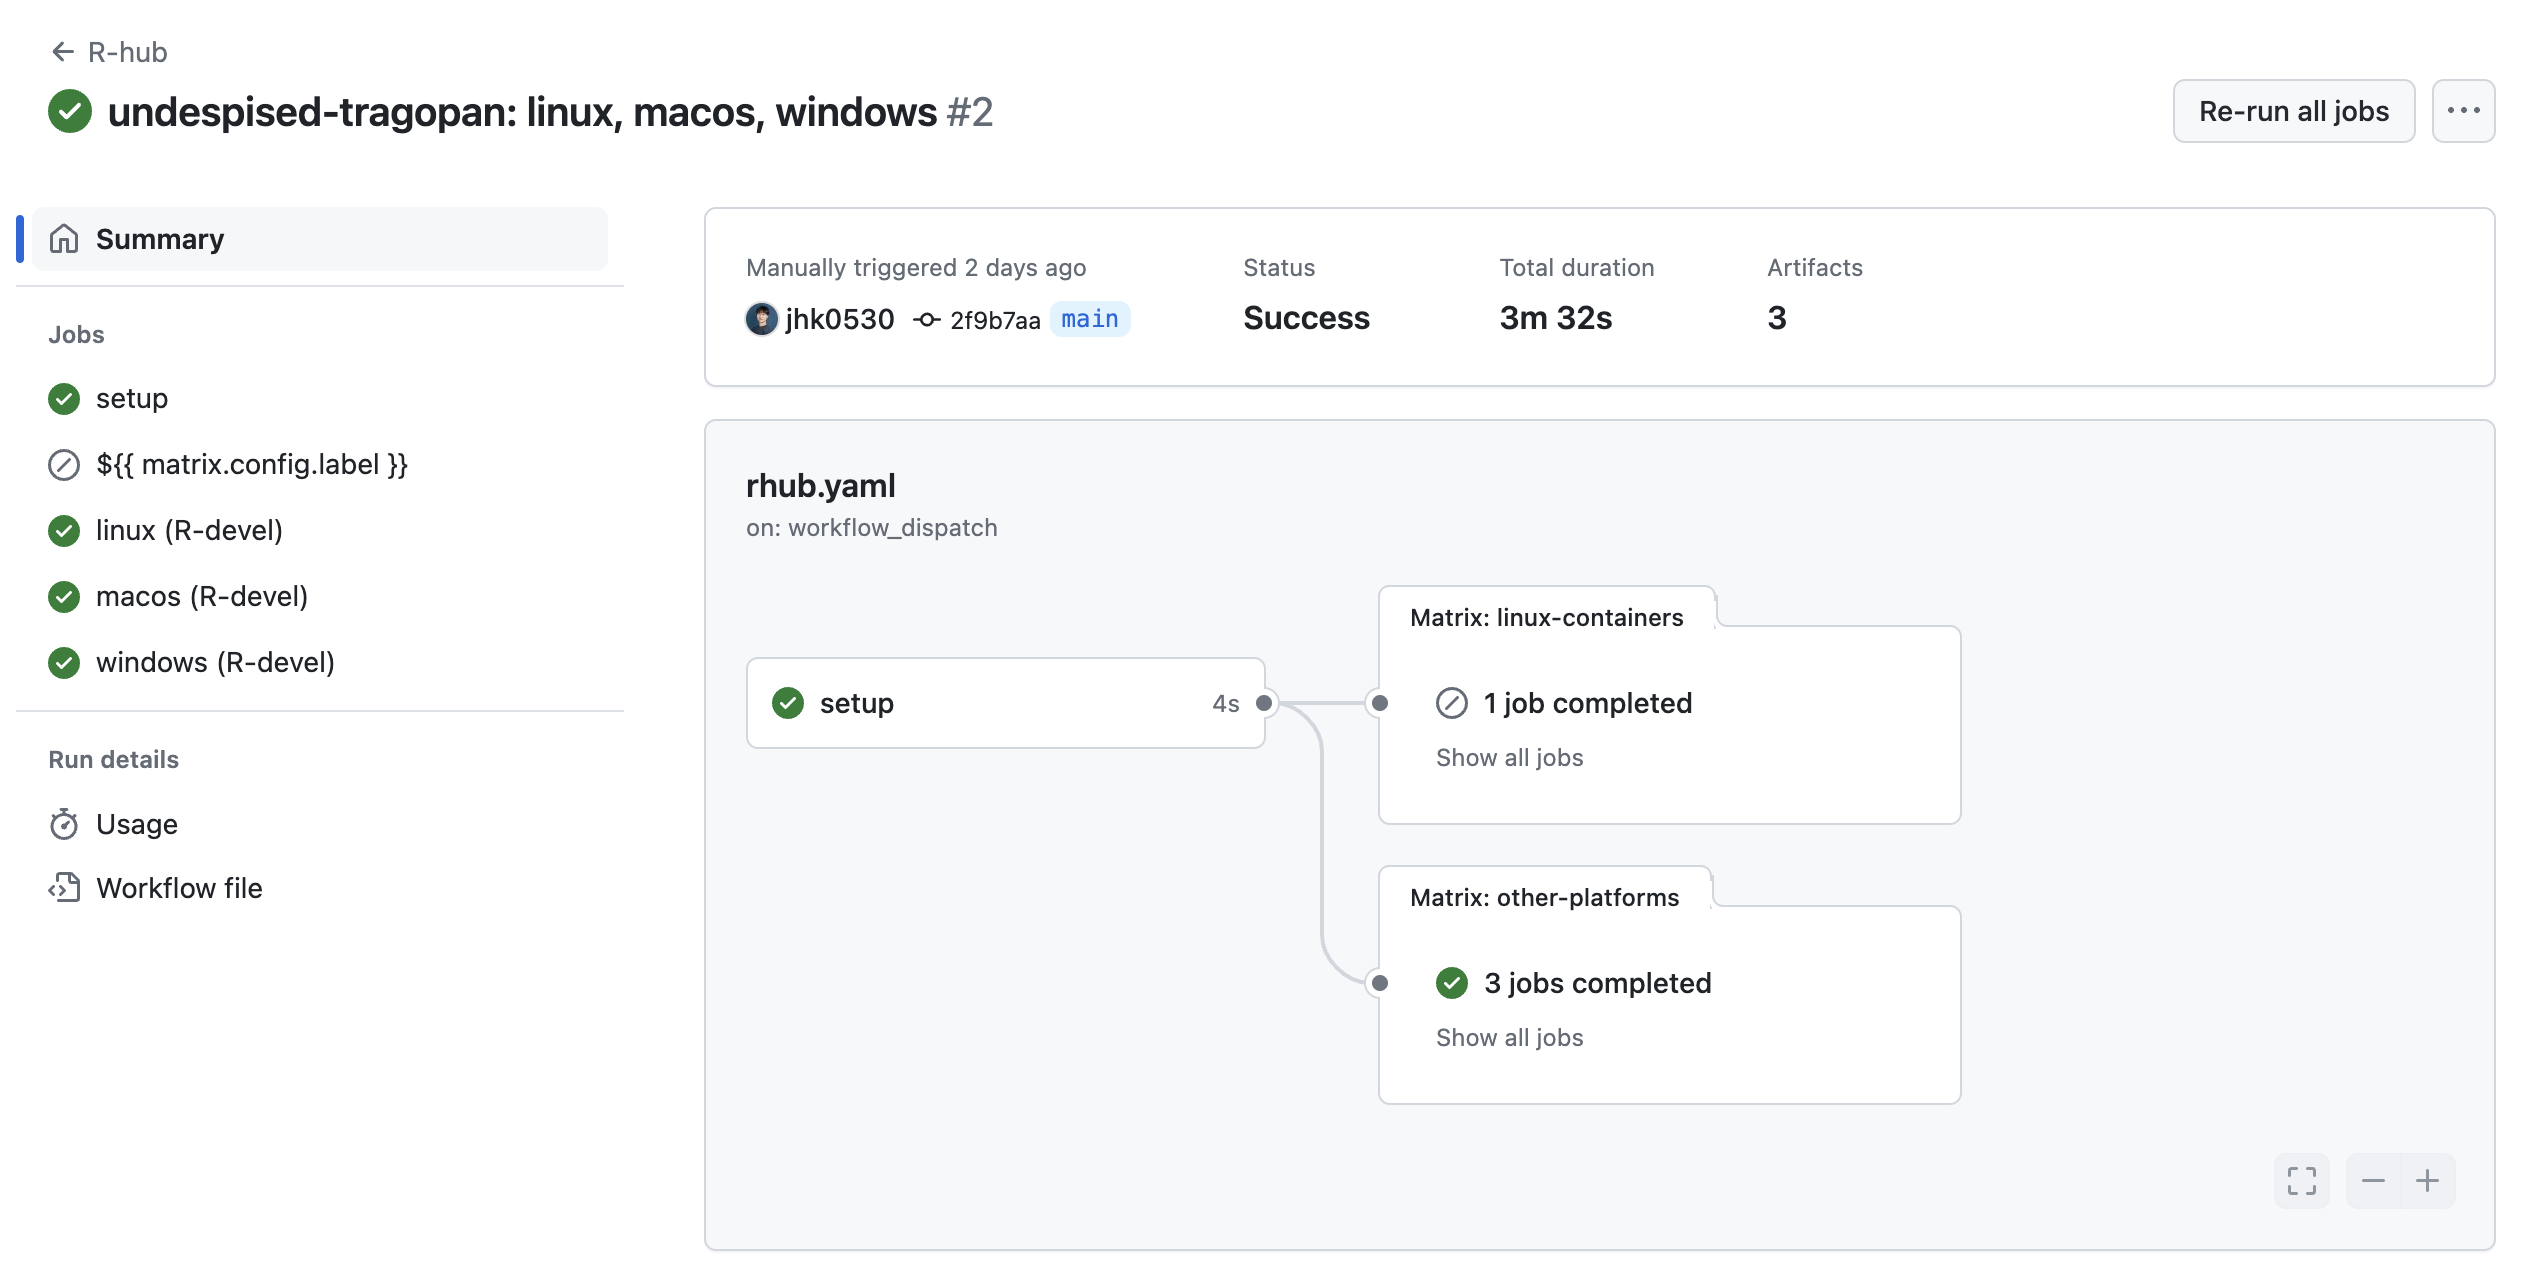 R-hub
undespised-tragopan: linux, macos, windows #2
Re-run all jobs
Summary
Jobs
setup
${{ matrix.config.label }}
linux (R-devel)
macos (R-devel)
windows (R-devel)
Run details
Usage
Workflow file
Manually triggered 2 days ago
jhk0530 2f9b7aa main
Status
Success
Total duration
3m 32s
Artifacts
3
rhub.yaml
on: workflow_dispatch
setup 4s
Matrix: linux-containers
1 job completed
Show all jobs
Matrix: other-platforms
3 jobs completed
Show all jobs